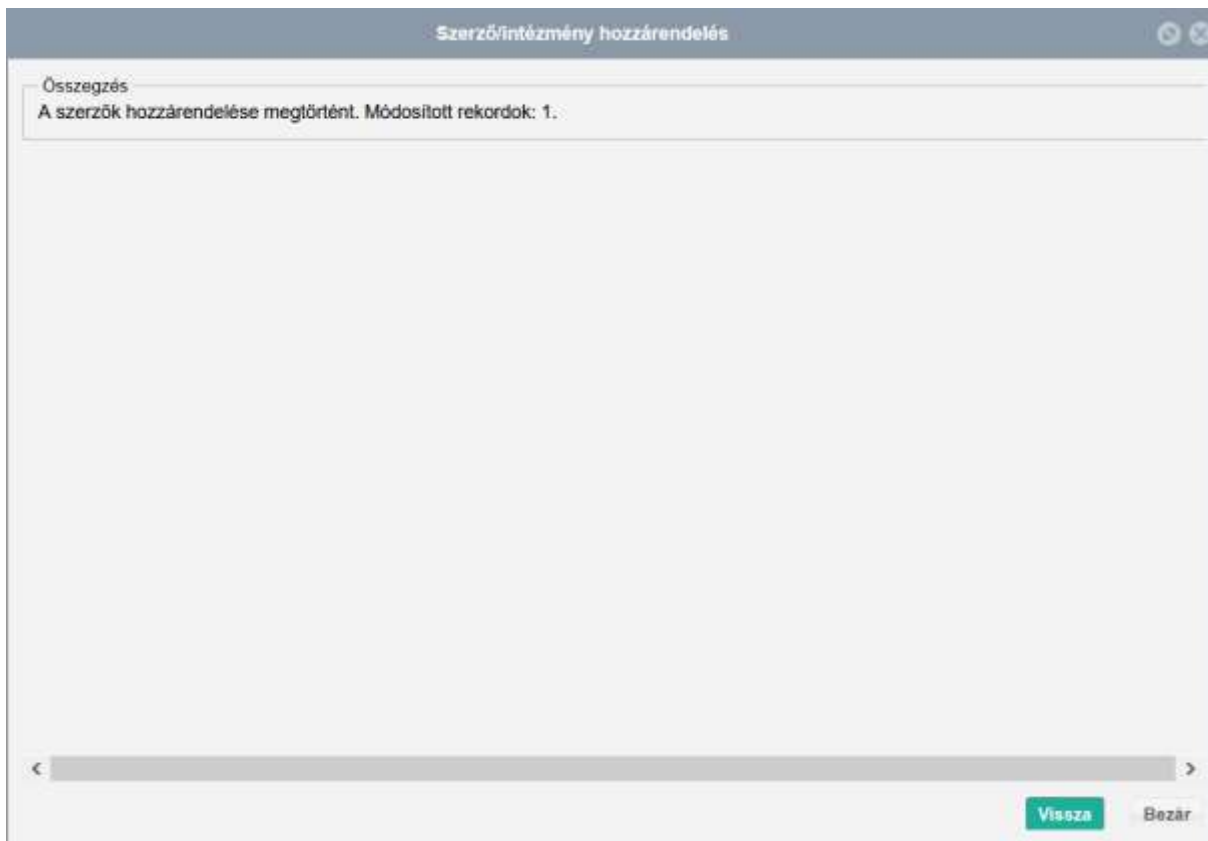 Szerző/intézmény hozzárendelés
Összegzés
A szerzők hozzárendelése megtörtént. Módosított rekordok: 1.
Vissza
Bezár